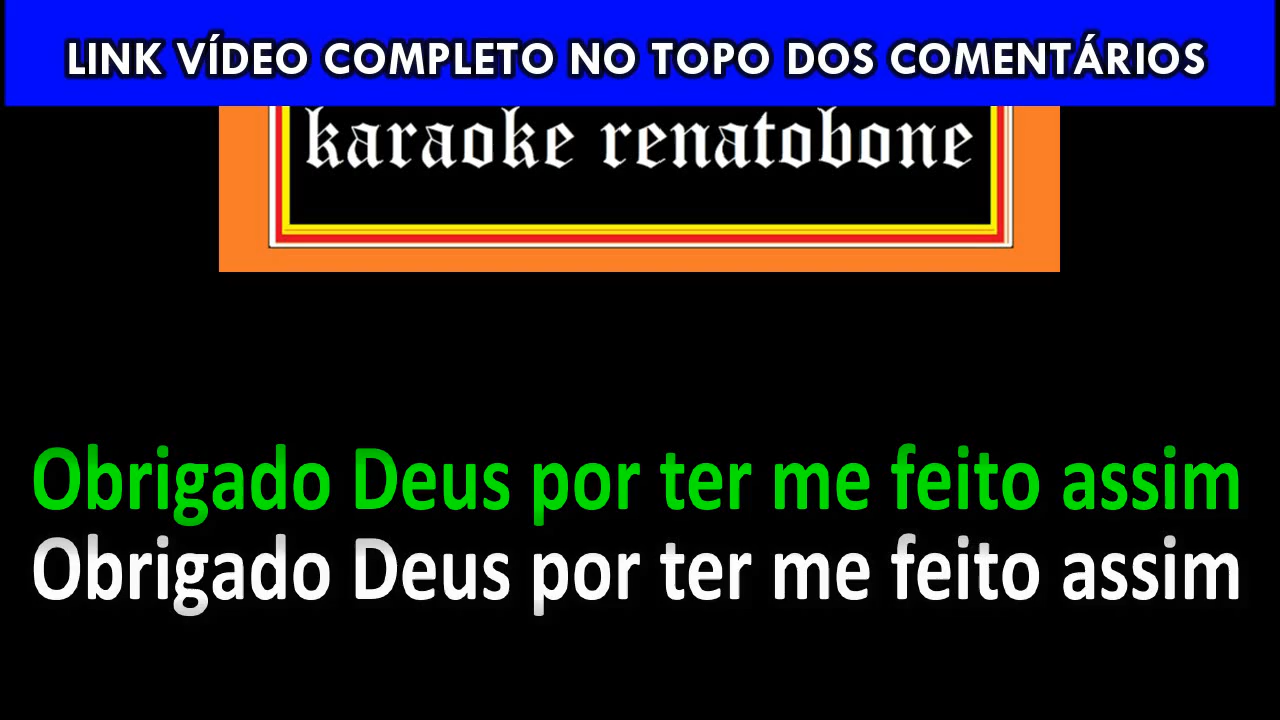 LINK VÍDEO COMPLETO NO TOPO DOS COMENTÁRIOS
karaoke renatobone
Obrigado Deus por ter me feito assim
Obrigado Deus por ter me feito assim